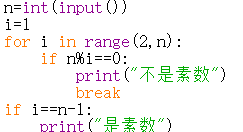 n=int(input())
i=1
for i in range(2,n):
    if n%i==0:
        print("不是素数")
        break
if i==n-1:
    print("是素数")